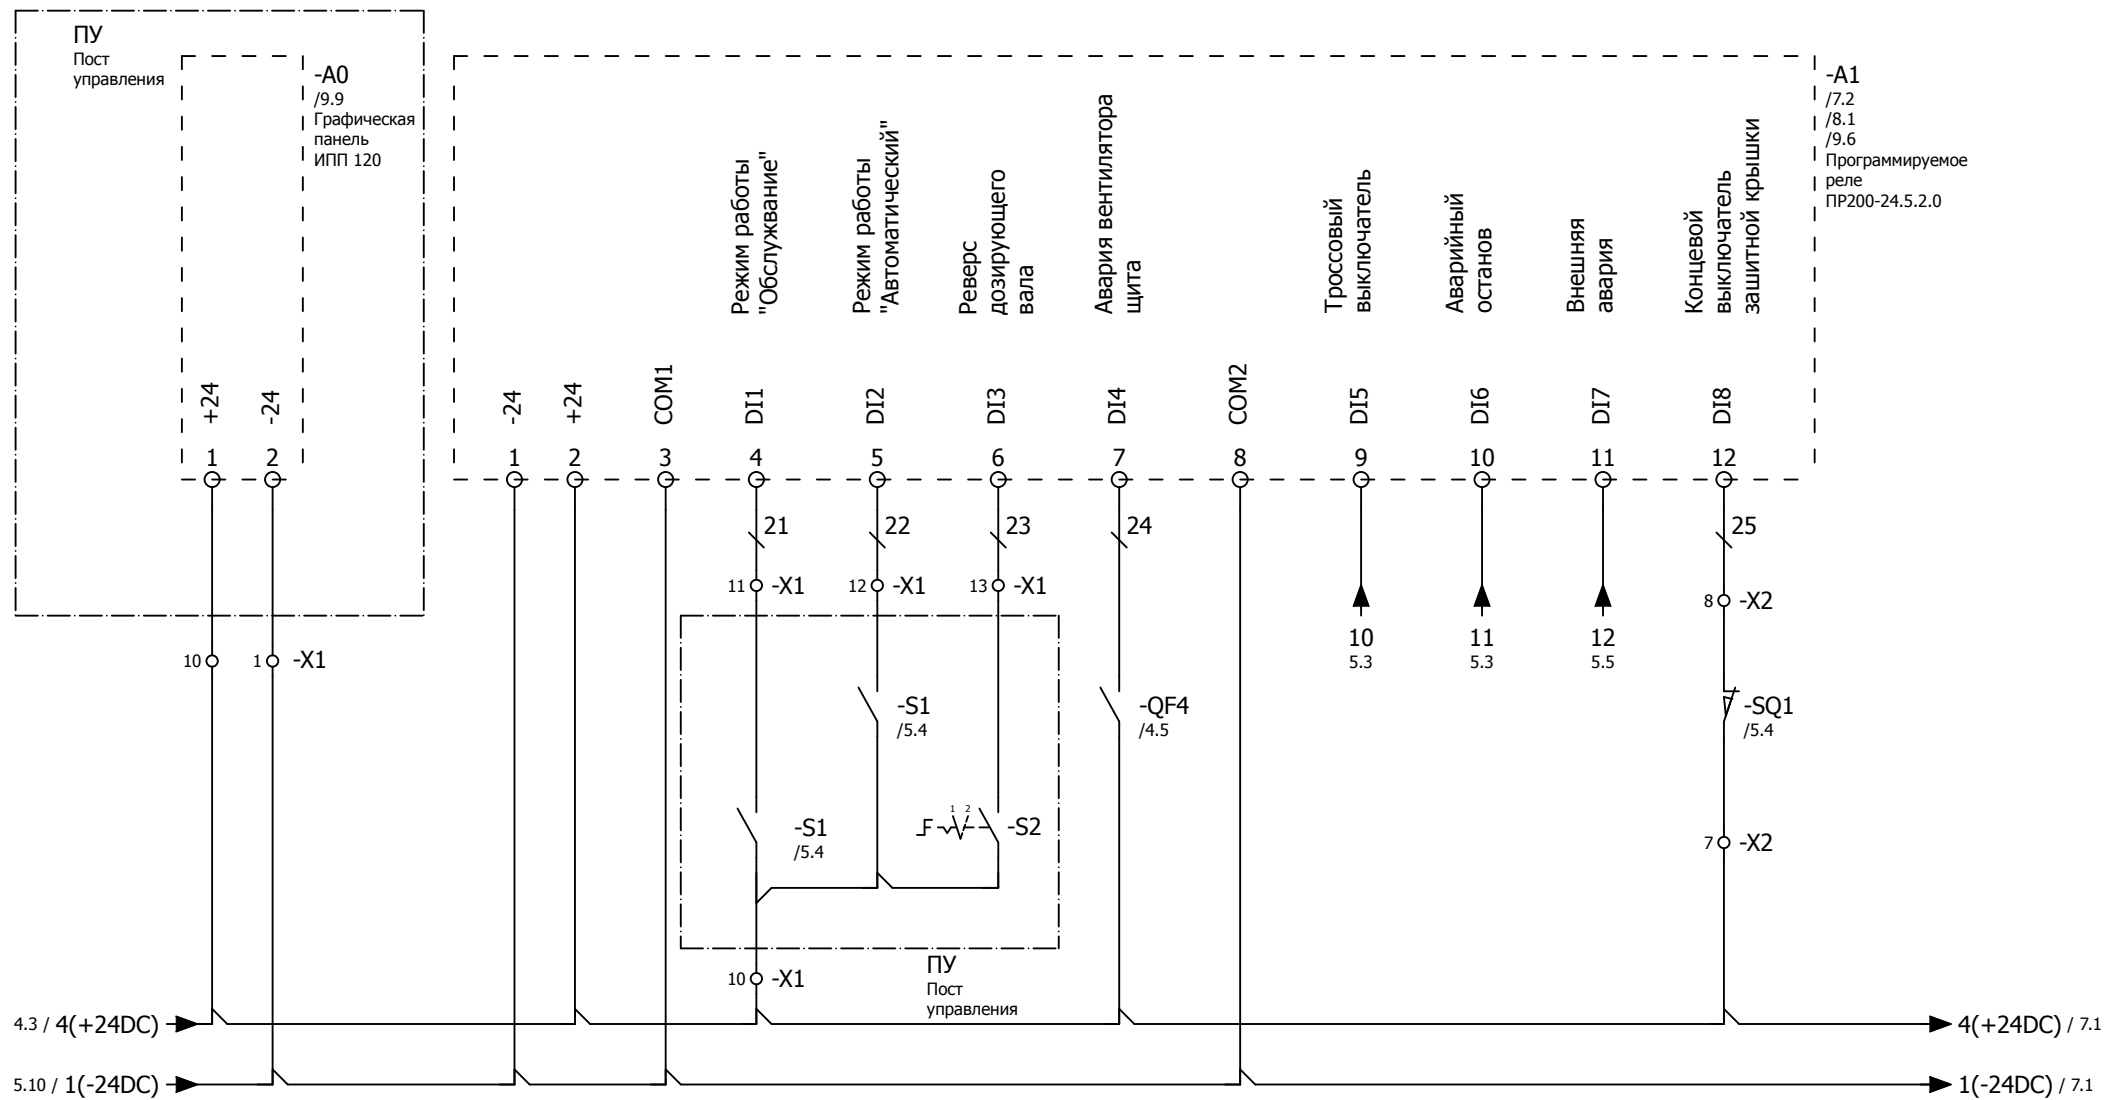 ПУ
Пост
управления
-A0
/9.9
Графическая
панель
ИПП 120
+24
-24
1
2
10
1
-X1
-A1
/7.2
/8.1
/9.6
Программируемое
реле
ПР200-24.5.2.0
Режим работы
"Обслужвание"
Режим работы
"Автоматический"
Реверс
дозирующего
вала
Авария вентилятора
щита
Троссовый
выключатель
Аварийный
останов
Внешняя
авария
Концевой
выключатель
зашитной крышки
-24
+24
COM1
DI1
DI2
DI3
DI4
COM2
DI5
DI6
DI7
DI8
1
2
3
4
5
6
7
8
9
10
11
12
21
22
23
24
25
11
-X1
12
-X1
13
-X1
8
-X2
10
5.3
11
5.3
12
5.5
-S1
/5.4
-QF4
/4.5
-SQ1
/5.4
-S1
/5.4
1 2
-S2
7
-X2
10
-X1
ПУ
Пост
управления
4.3 / 4(+24DC)
4(+24DC) / 7.1
5.10 / 1(-24DC)
1(-24DC) / 7.1